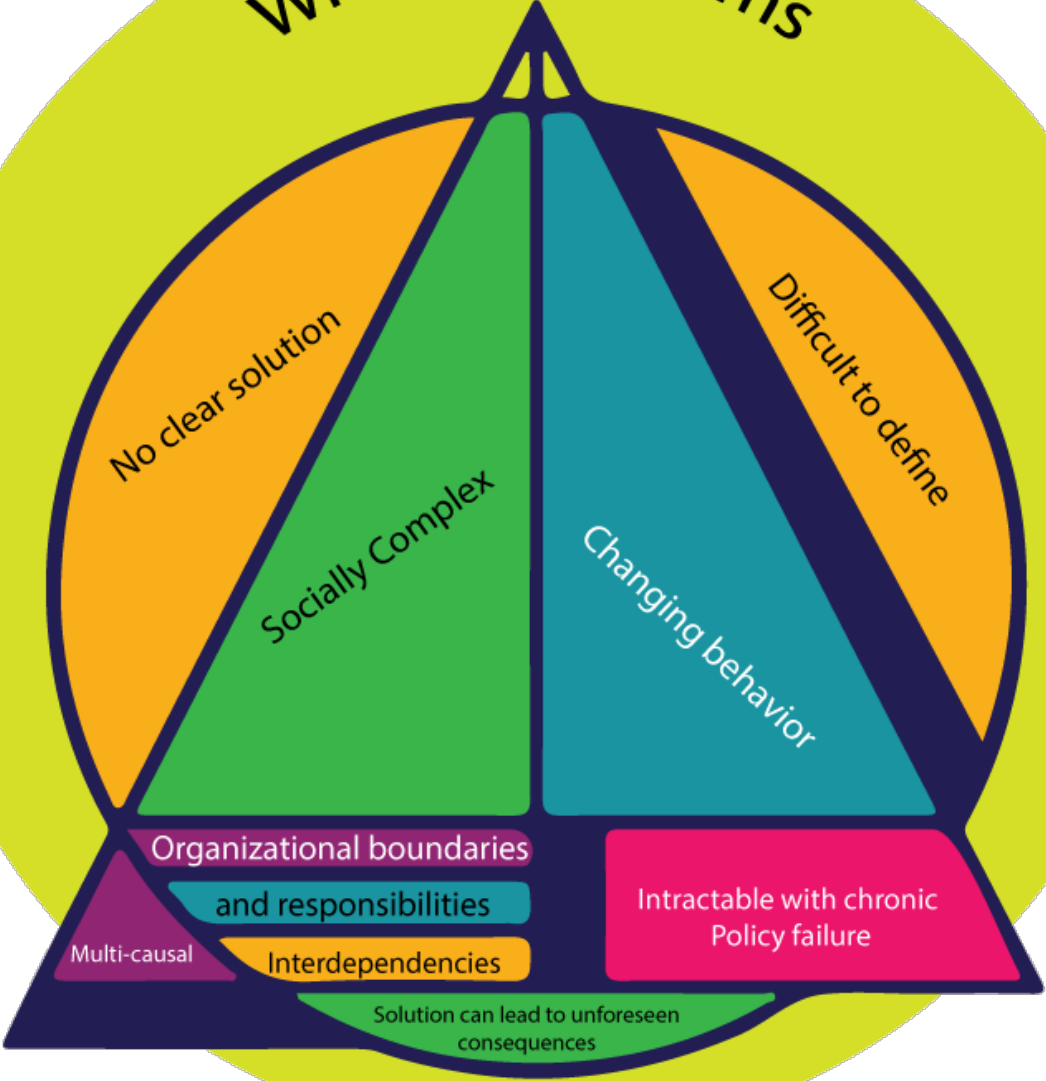 No clear solution
Difficult to define
Socially Complex
Changing behavior
Organizational boundaries
and responsibilities
Interdependencies
Multi-causal
Intractable with chronic
Policy failure
Solution can lead to unforeseen
consequences